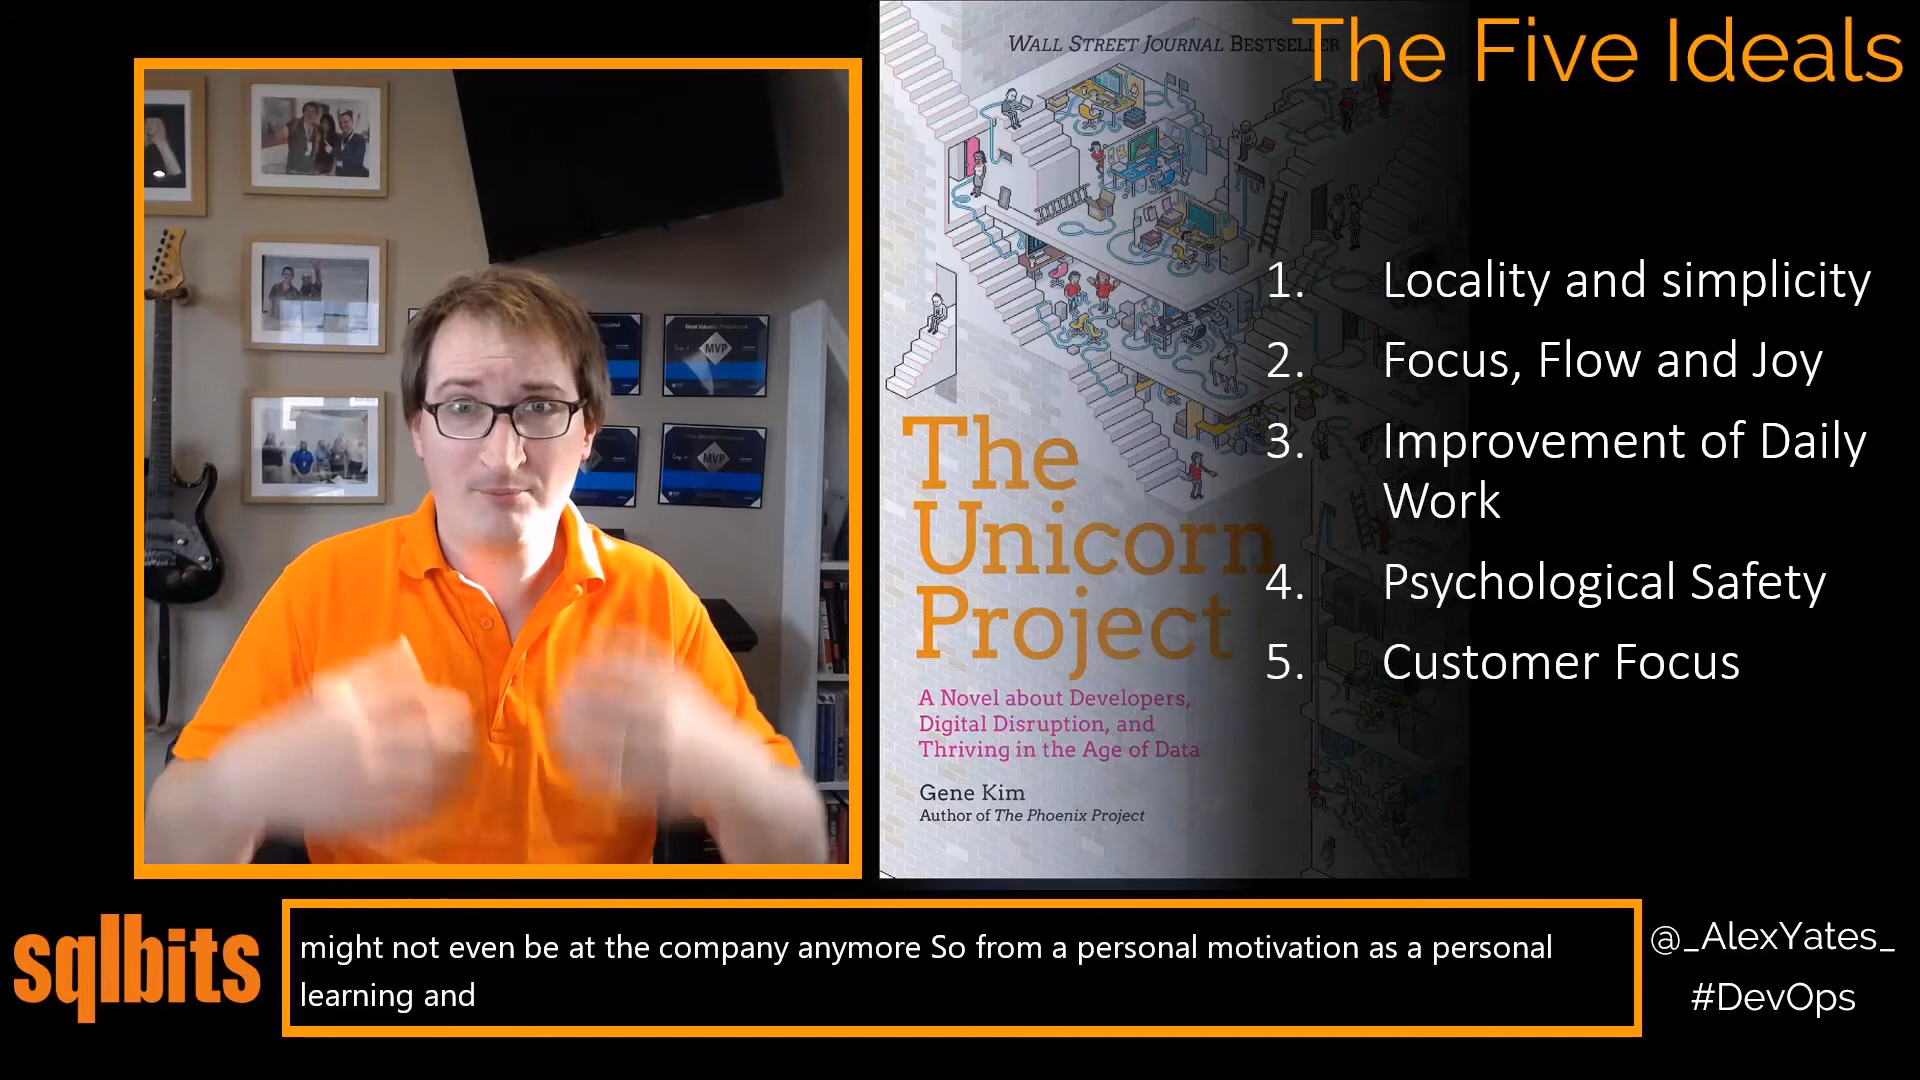 The Five Ideals
WALL STREET JOURNAL BESTSELLER
1. Locality and simplicity
2. Focus, Flow and Joy
3. Improvement of Daily
Work
4. Psychological Safety
5. Customer Focus
The
Unicorn
Project
A Novel about Developers,
Digital Disruption, and
Thriving in the Age of Data
Gene Kim
Author of The Phoenix Project
MVP
MVP
sqlbits
might not even be at the company anymore So from a personal motivation as a personal
learning and
@_AlexYates_
#DevOps